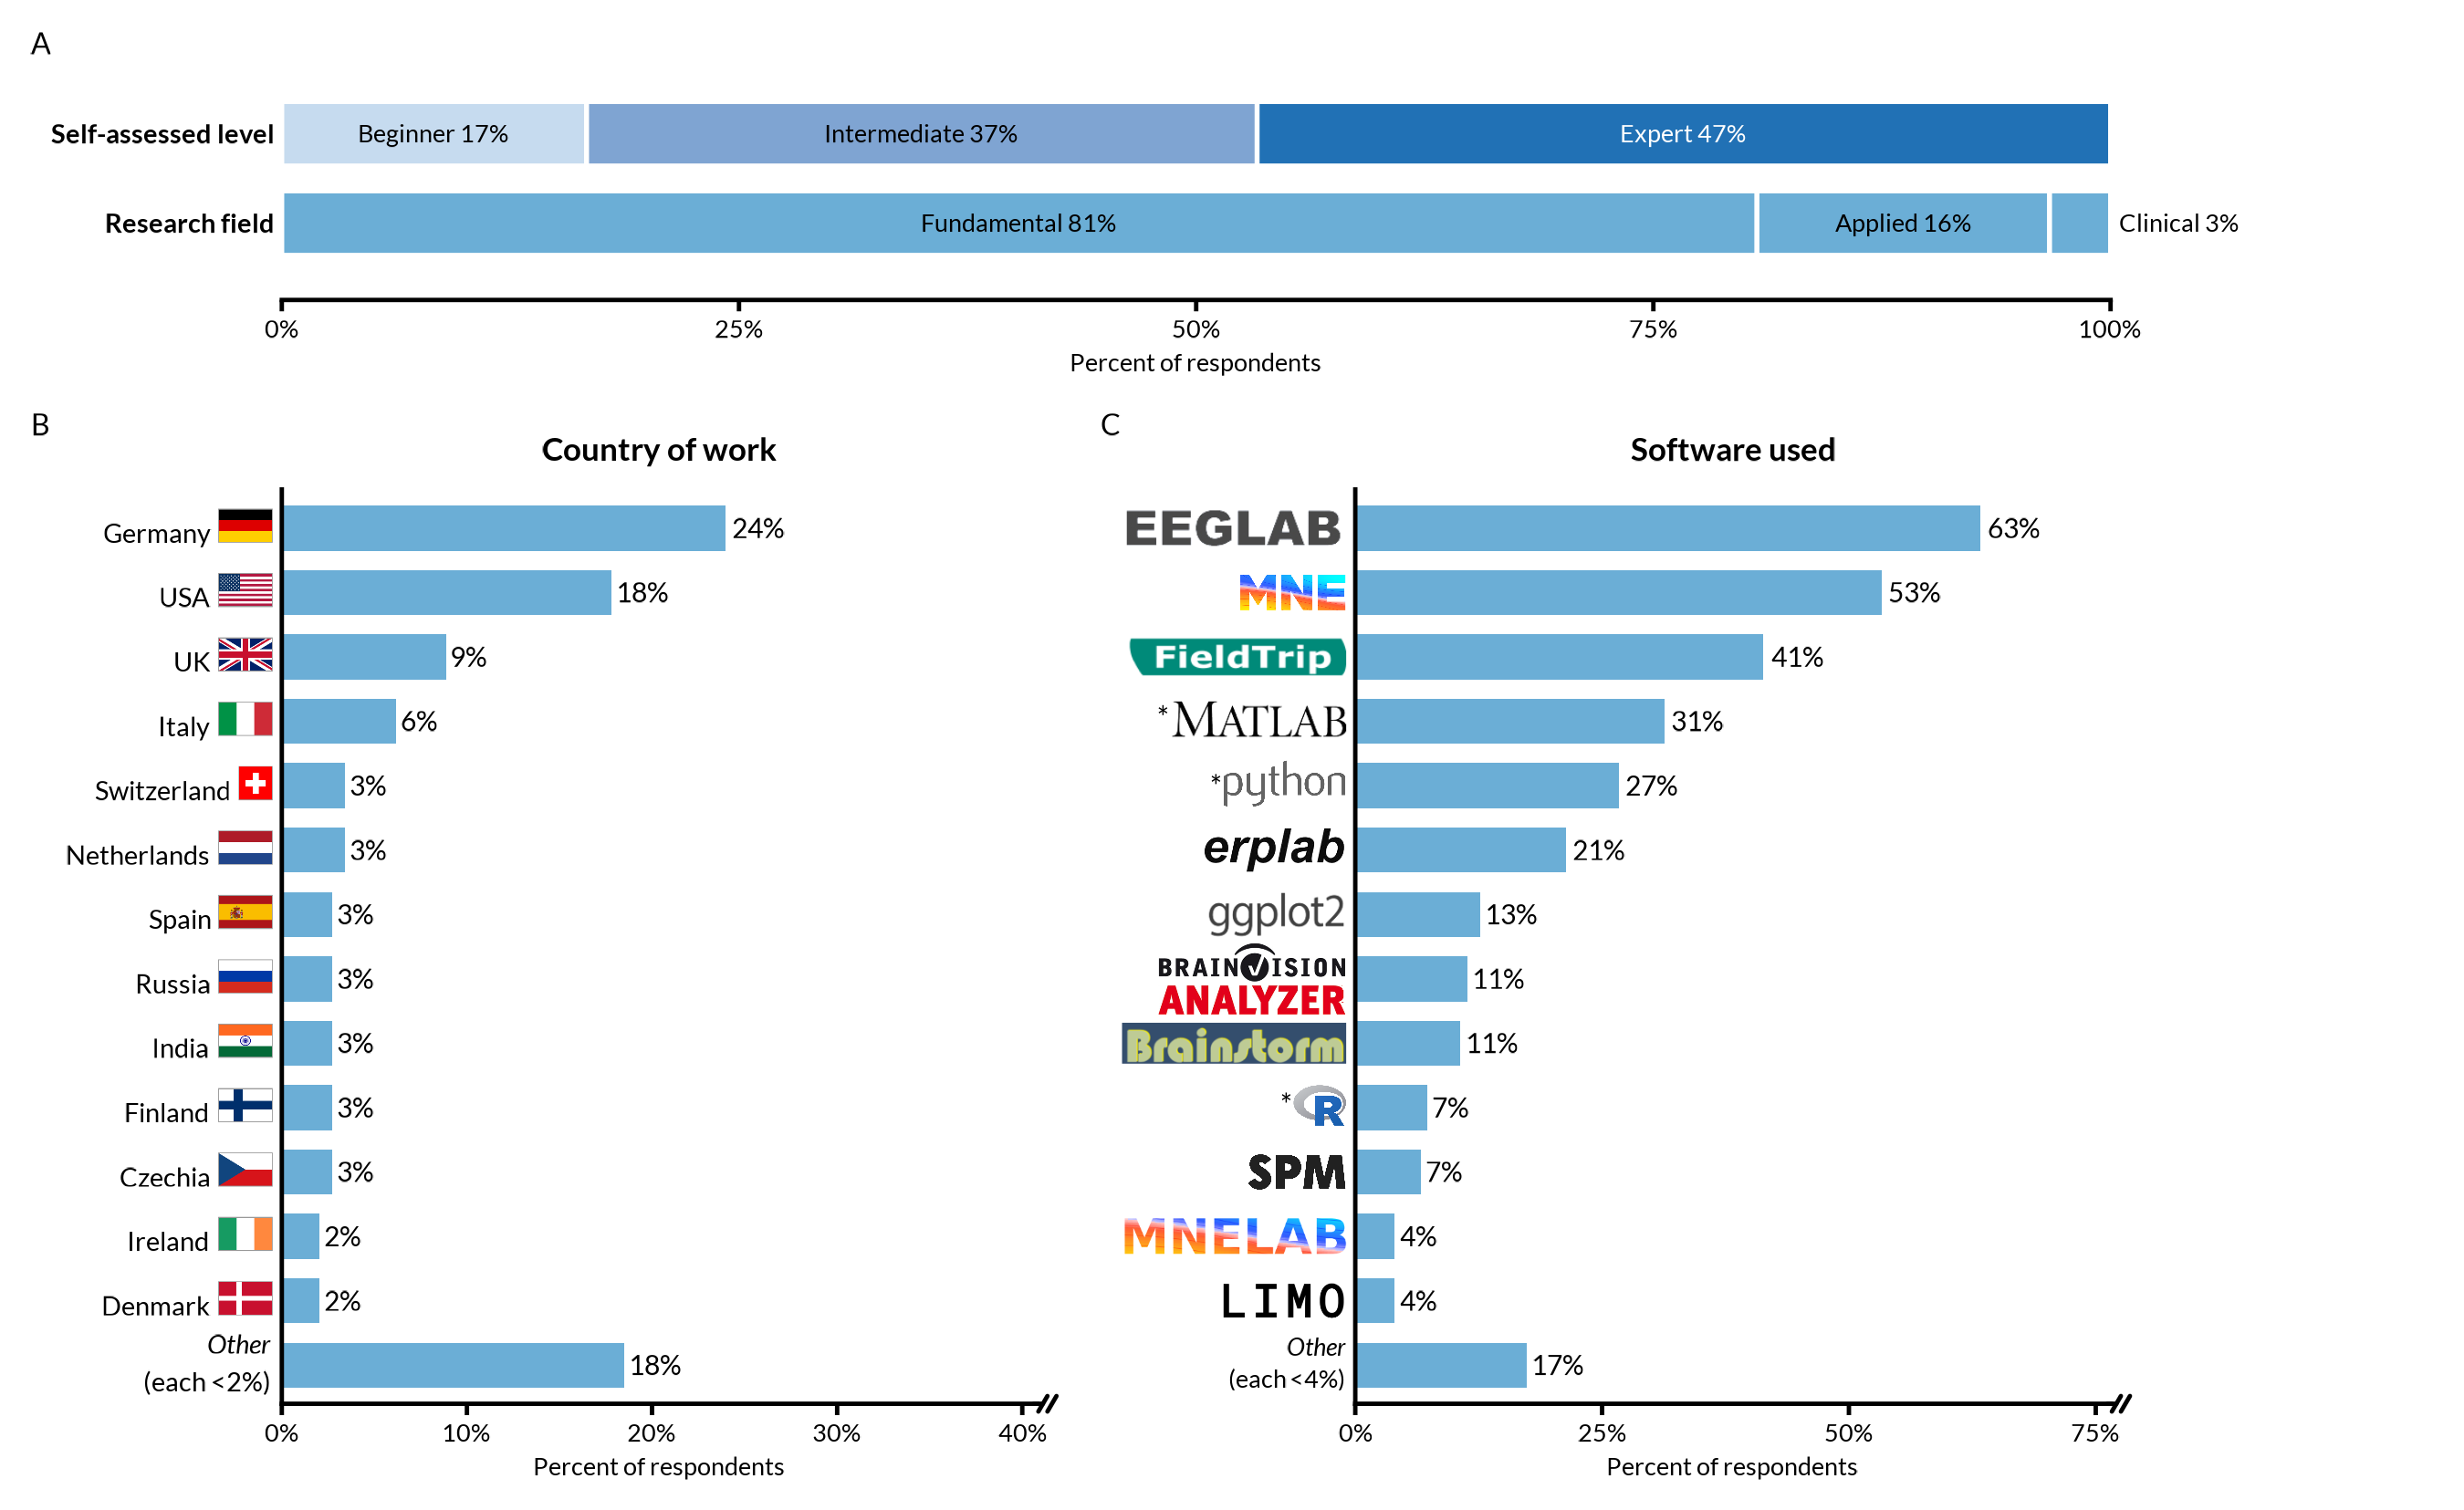 A
Self-assessed level Beginner 17% Intermediate 37% Expert 47%
Research field Fundamental 81% Applied 16% Clinical 3%
0% 25% 50% 75% 100%
Percent of respondents
B
Country of work
Germany 24%
USA 18%
UK 9%
Italy 6%
Switzerland 3%
Netherlands 3%
Spain 3%
Russia 3%
India 3%
Finland 3%
Czechia 3%
Ireland 2%
Denmark 2%
Other
(each <2%) 18%
0% 10% 20% 30% 40%
Percent of respondents
C
Software used
EEGLAB 63%
MNE 53%
FieldTrip 41%
*MATLAB 31%
*python 27%
erplab 21%
ggplot2 13%
BRAINVISION
ANALYZER 11%
Brainstorm 11%
*R 7%
SPM 7%
MNELAB 4%
LIMO 4%
Other
(each <4%) 17%
0% 25% 50% 75%
Percent of respondents